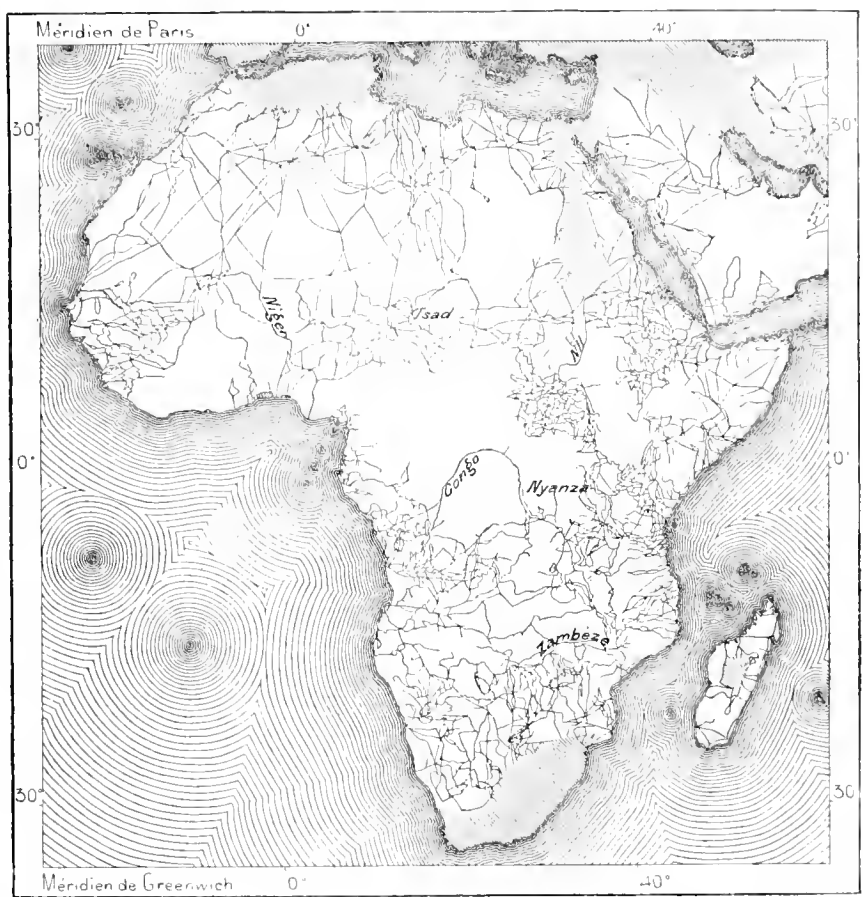 Méridien de Paris 0° 40°
30° 30
Niger
Tsad
Nil
0° 0°
Congo
Nyanza
Zambeze
30° 30
Méridien de Greenwich 0° 40°